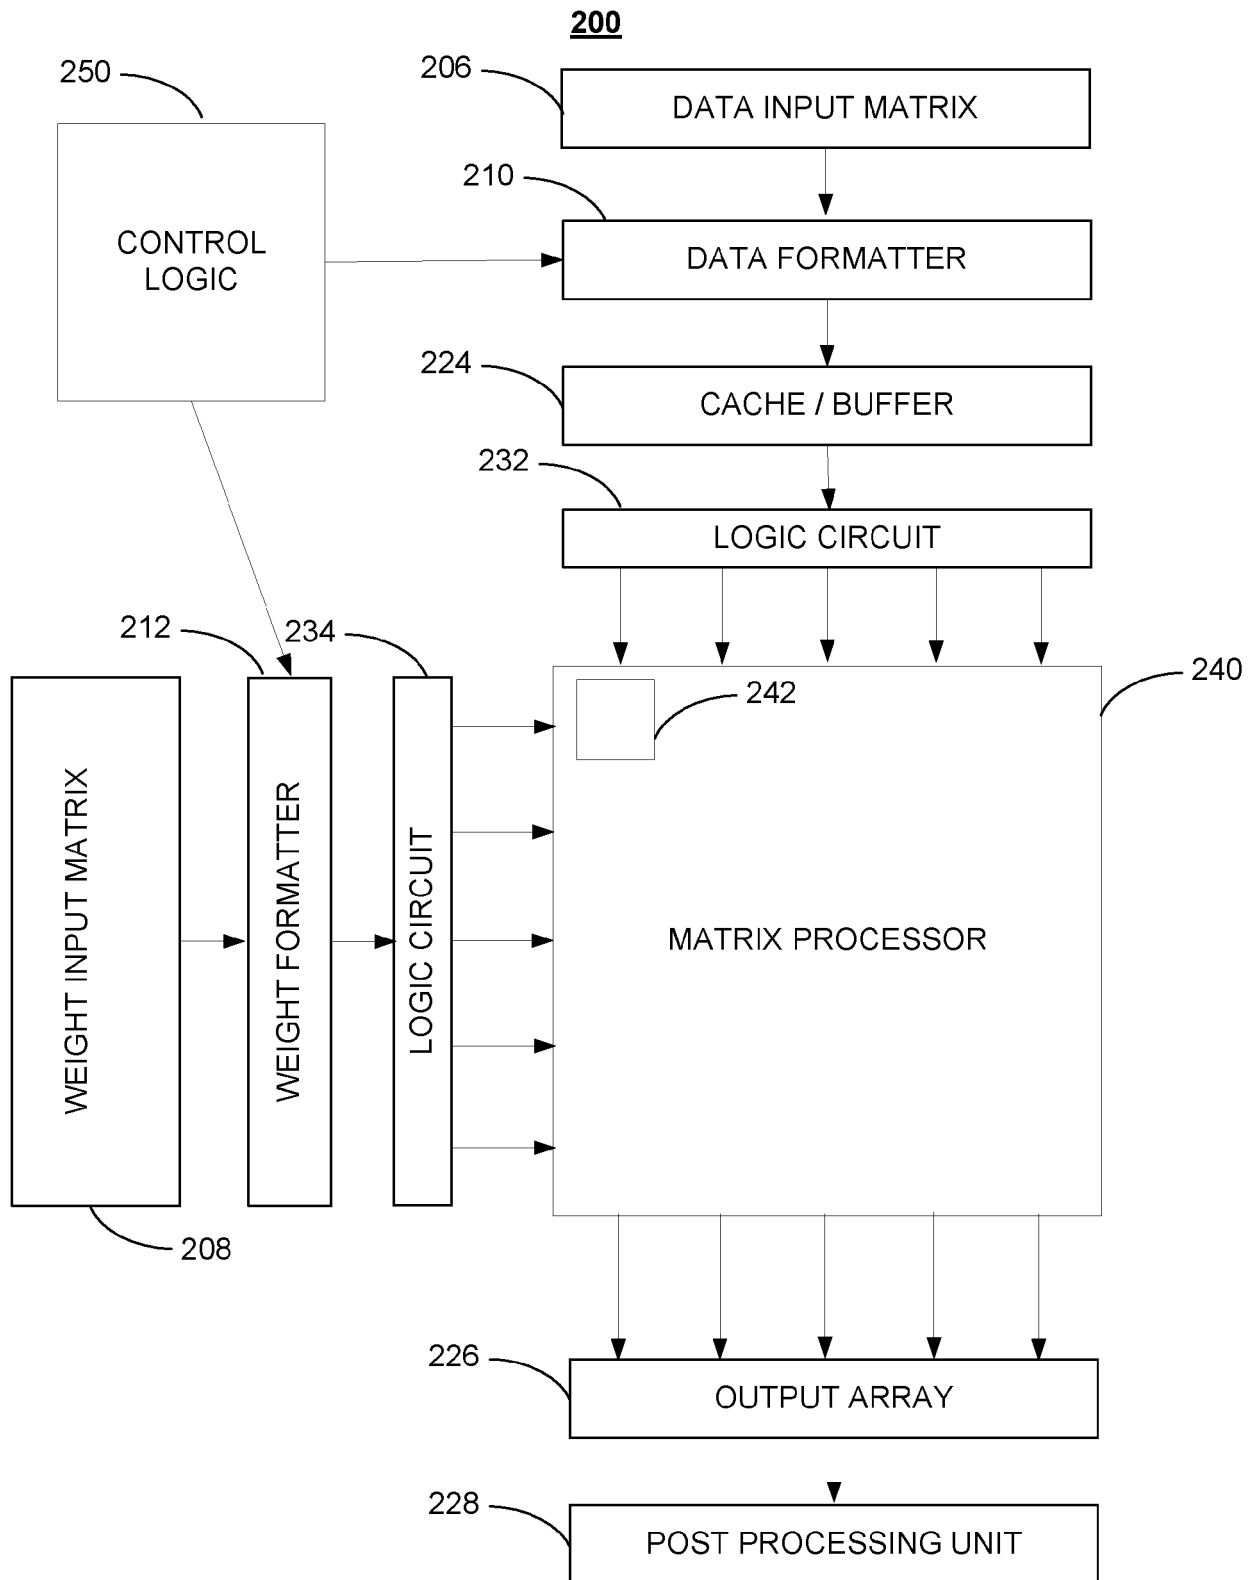 200
250
206
DATA INPUT MATRIX
210
CONTROL
LOGIC
DATA FORMATTER
224
CACHE / BUFFER
232
LOGIC CIRCUIT
212
234
240
242
WEIGHT INPUT MATRIX
WEIGHT FORMATTER
LOGIC CIRCUIT
MATRIX PROCESSOR
208
226
OUTPUT ARRAY
228
POST PROCESSING UNIT